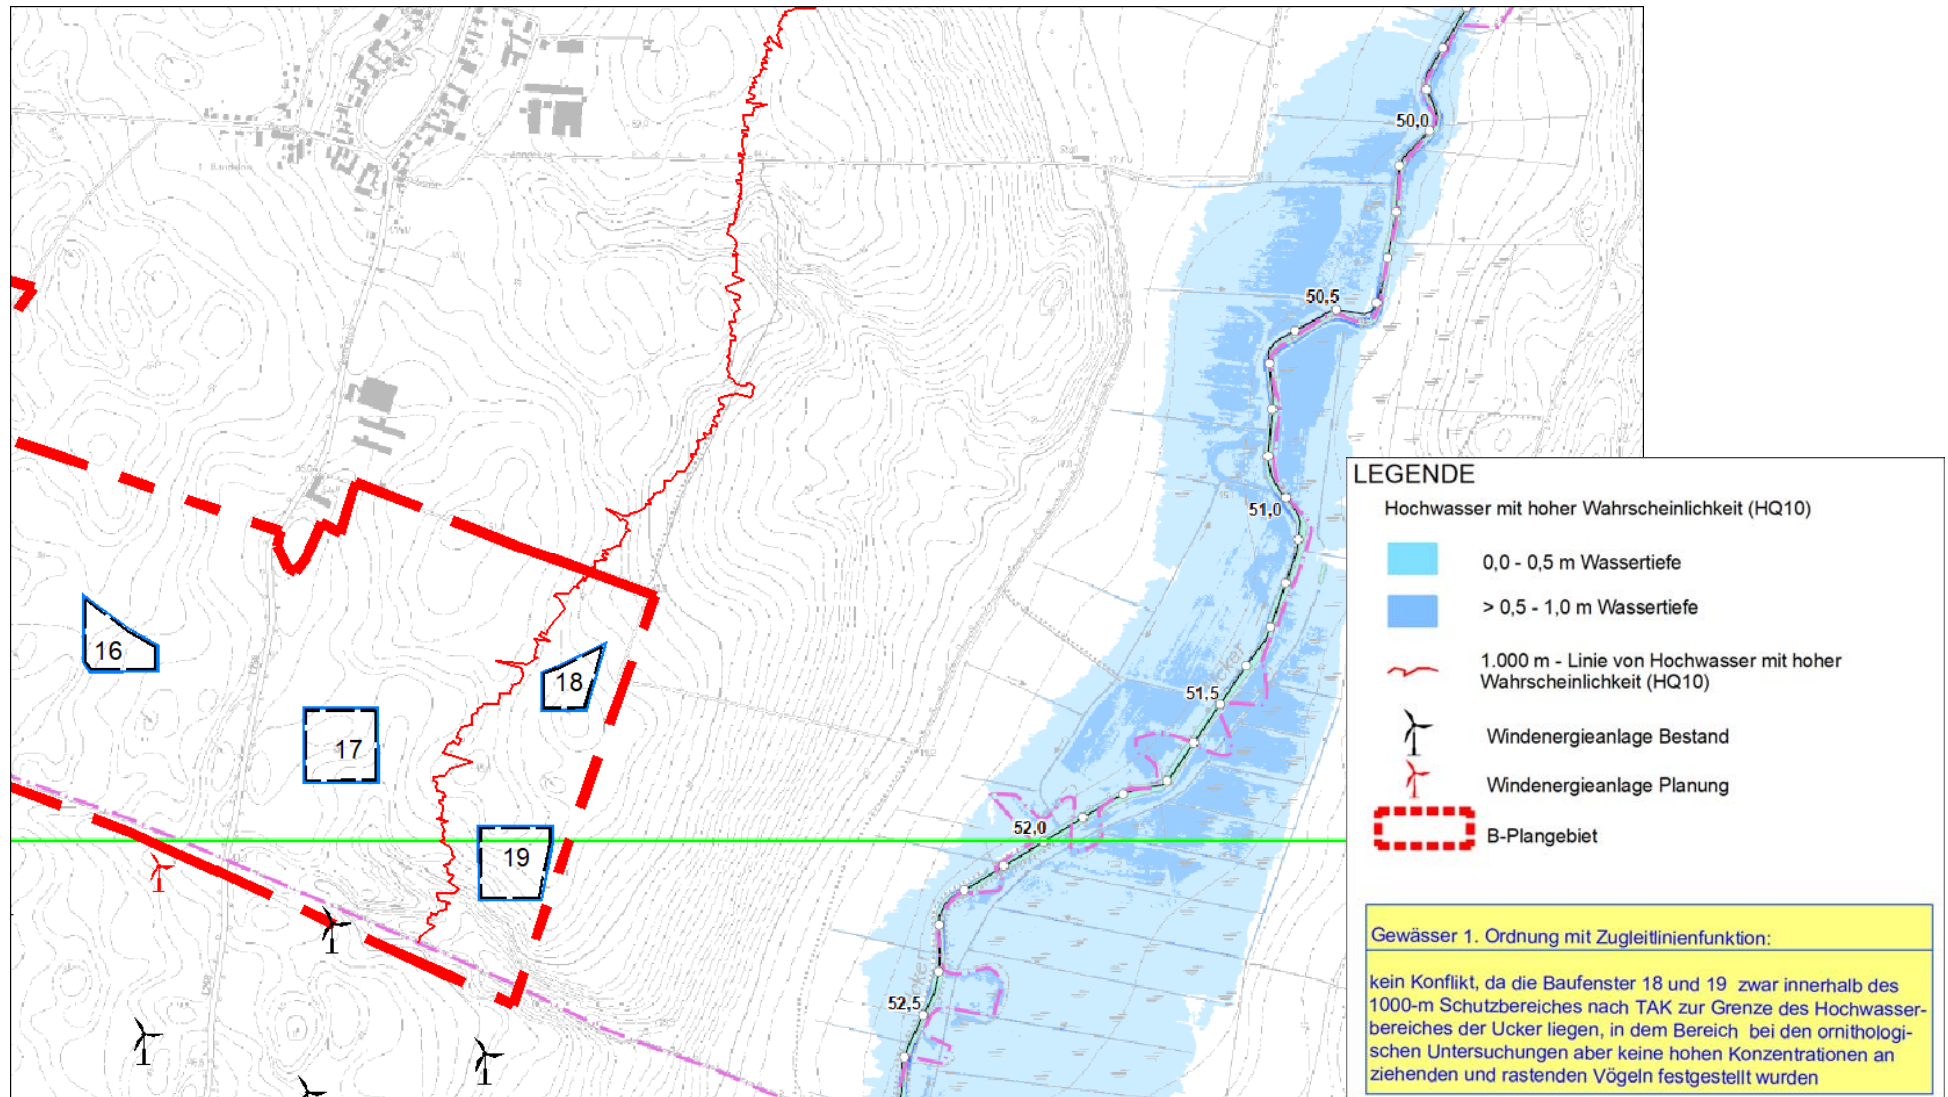 50,0
50,5
51,0
51,5
52,0
52,5
16
17
18
19
LEGENDE
Hochwasser mit hoher Wahrscheinlichkeit (HQ10)
0,0 - 0,5 m Wassertiefe
> 0,5 - 1,0 m Wassertiefe
1.000 m - Linie von Hochwasser mit hoher
Wahrscheinlichkeit (HQ10)
Windenergieanlage Bestand
Windenergieanlage Planung
B-Plangebiet
Gewässer 1. Ordnung mit Zugleitlinienfunktion:
kein Konflikt, da die Baufenster 18 und 19 zwar innerhalb des
1000-m Schutzbereiches nach TAK zur Grenze des Hochwasser-
bereiches der Ucker liegen, in dem Bereich bei den ornithologi-
schen Untersuchungen aber keine hohen Konzentrationen an
ziehenden und rastenden Vögeln festgestellt wurden